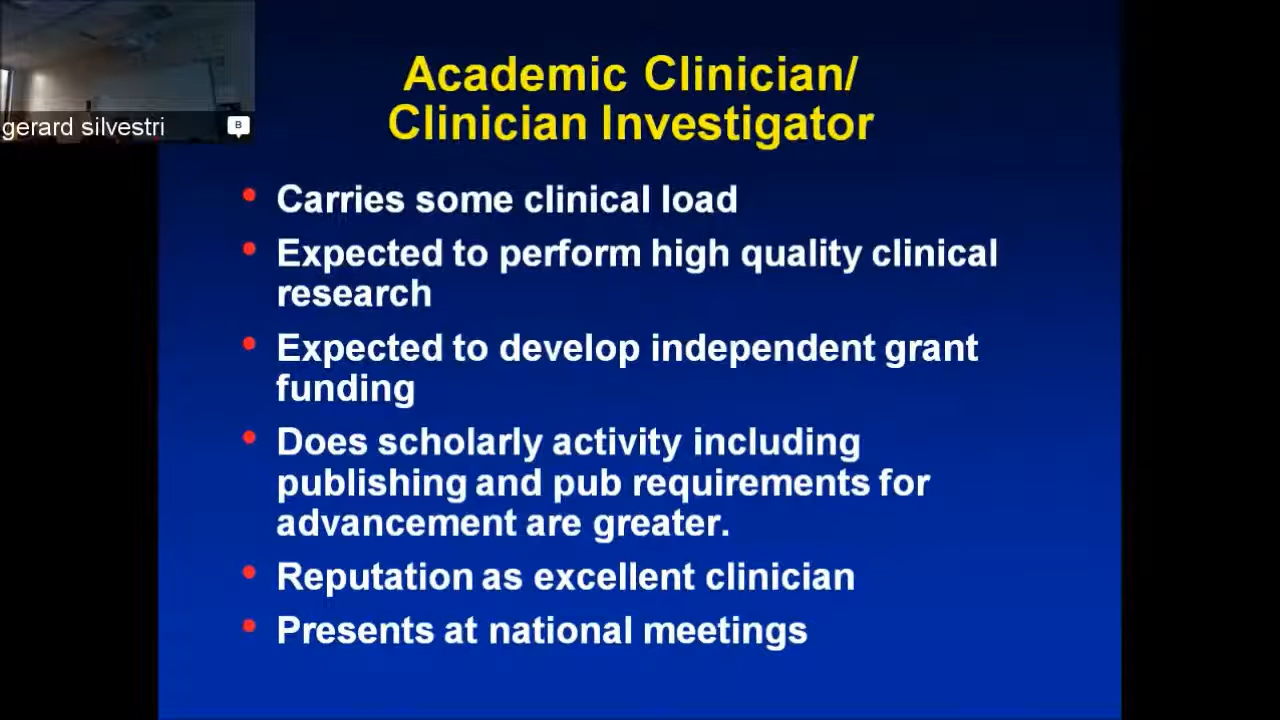 gerard silvestri
B
Academic Clinician/
Clinician Investigator
• Carries some clinical load
• Expected to perform high quality clinical
research
• Expected to develop independent grant
funding
• Does scholarly activity including
publishing and pub requirements for
advancement are greater.
• Reputation as excellent clinician
• Presents at national meetings